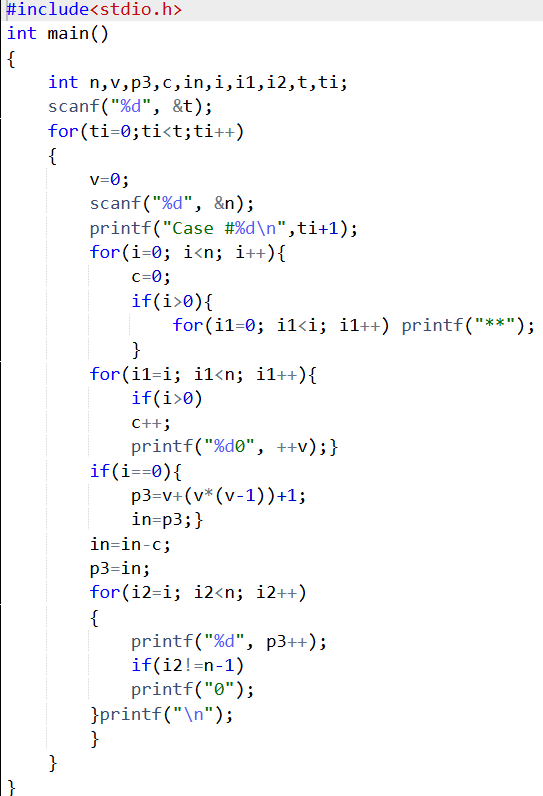 #include<stdio.h>
int main()
{
    int n,v,p3,c,in,i,i1,i2,t,ti;
    scanf("%d", &t);
    for(ti=0;ti<t;ti++)
    {
        v=0;
        scanf("%d", &n);
        printf("Case #%d\n",ti+1);
        for(i=0; i<n; i++){
            c=0;
            if(i>0){
                for(i1=0; i1<i; i1++) printf("**");
            }
        for(i1=i; i1<n; i1++){
            if(i>0)
            c++;
            printf("%d0", ++v);}
        if(i==0){
            p3=v+(v*(v-1))+1;
            in=p3;}
        in=in-c;
        p3=in;
        for(i2=i; i2<n; i2++)
        {
            printf("%d", p3++);
            if(i2!=n-1)
            printf("0");
        }printf("\n");
        }
    }
}